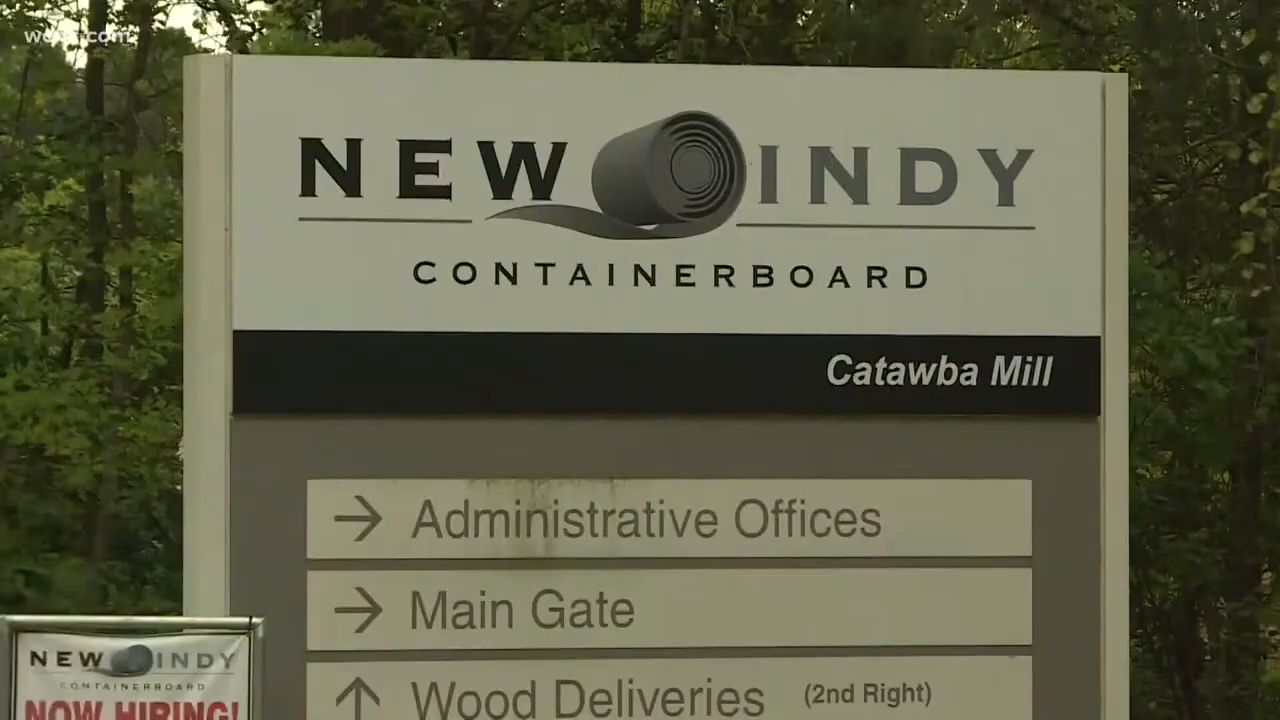 NEW INDY
CONTAINERBOARD
Catawba Mill
→ Administrative Offices
→ Main Gate
↑ Wood Deliveries (2nd Right)
NEW INDY
CONTAINERBOARD
NOW HIRING!